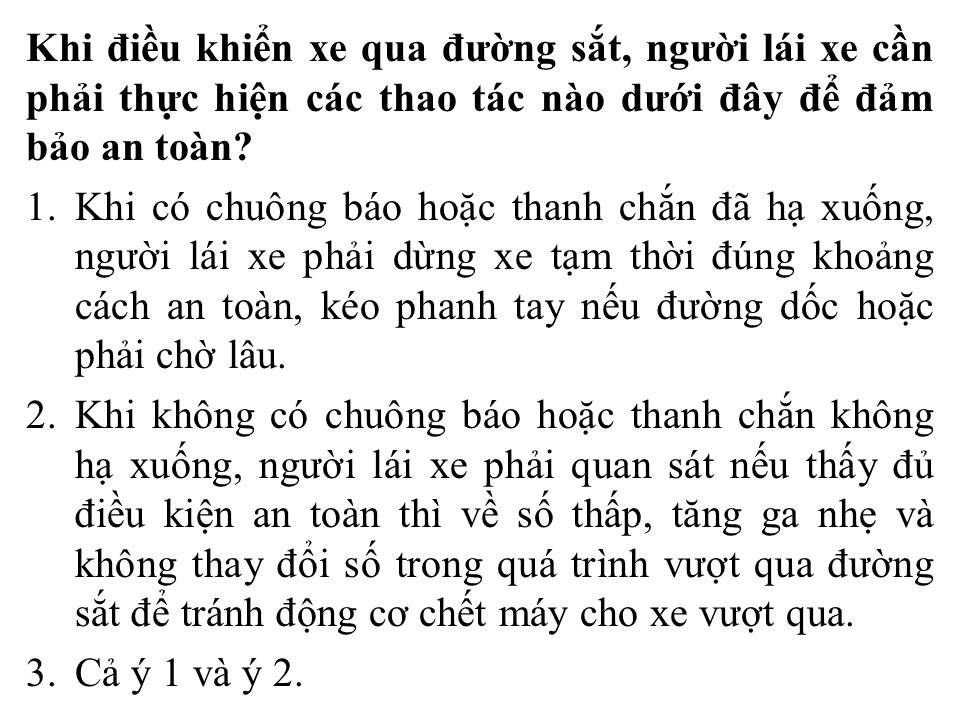 Khi điều khiển xe qua đường sắt, người lái xe cần
phải thực hiện các thao tác nào dưới đây để đảm
bảo an toàn?
1. Khi có chuông báo hoặc thanh chắn đã hạ xuống,
người lái xe phải dừng xe tạm thời đúng khoảng
cách an toàn, kéo phanh tay nếu đường dốc hoặc
phải chờ lâu.
2. Khi không có chuông báo hoặc thanh chắn không
hạ xuống, người lái xe phải quan sát nếu thấy đủ
điều kiện an toàn thì về số thấp, tăng ga nhẹ và
không thay đổi số trong quá trình vượt qua đường
sắt để tránh động cơ chết máy cho xe vượt qua.
3. Cả ý 1 và ý 2.